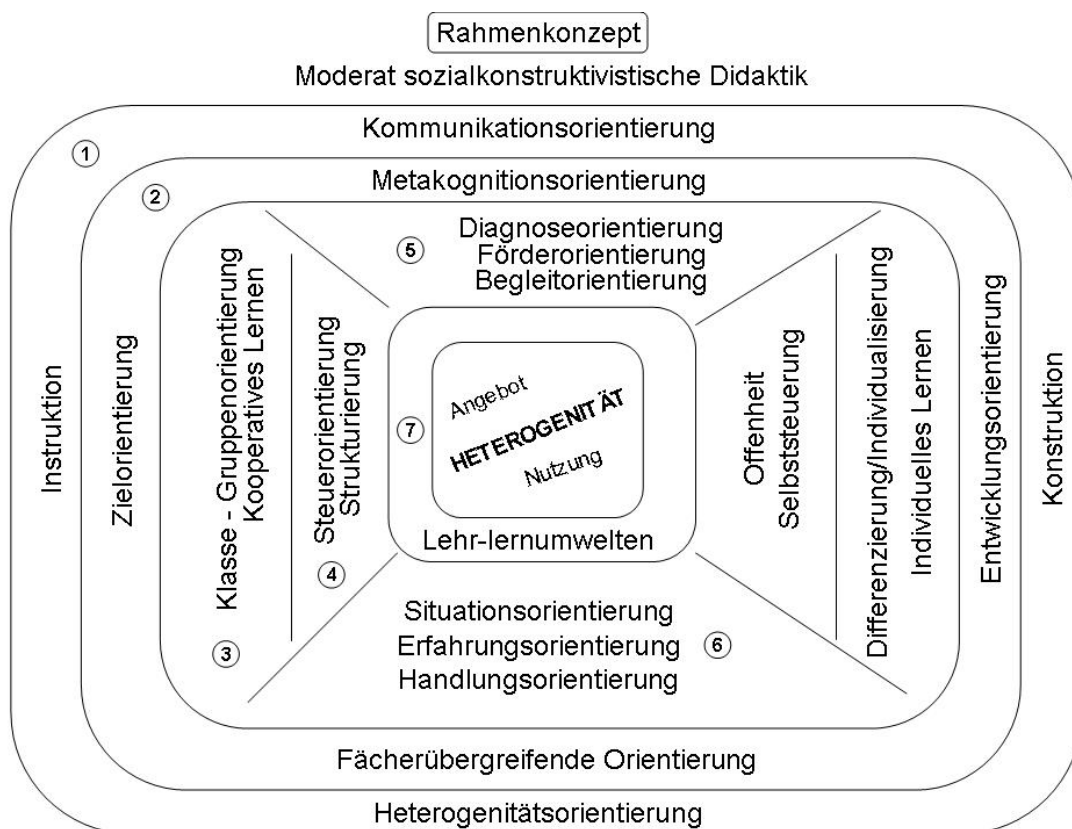 Rahmenkonzept
Moderat sozialkonstruktivistische Didaktik
Kommunikationsorientierung
1
Metakognitionsorientierung
2
Diagnoseorientierung
5
Förderorientierung
Begleitorientierung
Instruktion
Zielorientierung
Klasse - Gruppenorientierung
Kooperatives Lernen
3
Steuerorientierung
Strukturierung
4
7
Angebot
HETEROGENITÄT
Nutzung
Lehr-lernumwelten
Offenheit
Selbststeuerung
Differenzierung/Individualisierung
Individuelles Lernen
Entwicklungsorientierung
Konstruktion
Situationsorientierung
Erfahrungsorientierung
6
Handlungsorientierung
Fächerübergreifende Orientierung
Heterogenitätsorientierung